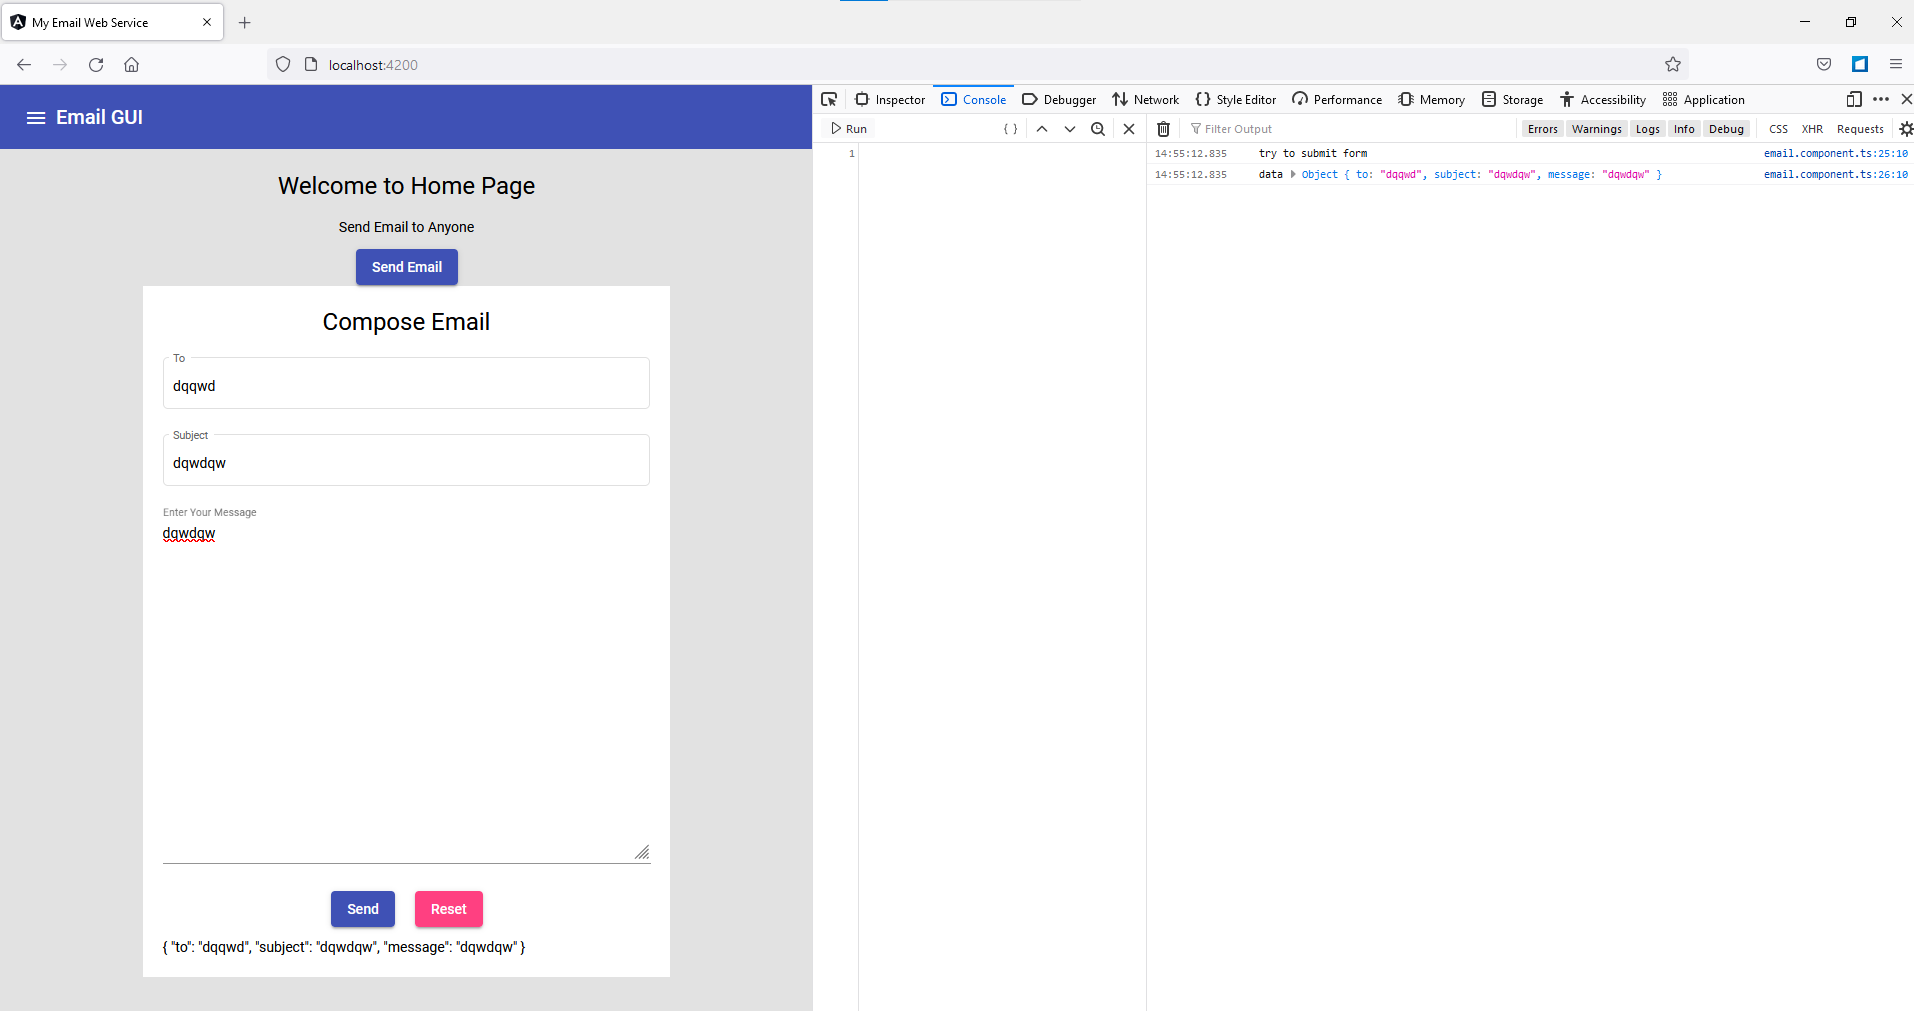 My Email Web Service
localhost:4200
Email GUI
Welcome to Home Page
Send Email to Anyone
Send Email
Compose Email
To
dqqwd
Subject
dqwdqw
Enter Your Message
dqwdqw
Send Reset
{ "to": "dqqwd", "subject": "dqwdqw", "message": "dqwdqw" }
Inspector Console Debugger Network Style Editor Performance Memory Storage Accessibility Application
Run { } Filter Output Errors Warnings Logs Info Debug CSS XHR Requests
1
14:55:12.835 try to submit form email.component.ts:25:10
14:55:12.835 data Object { to: "dqqwd", subject: "dqwdqw", message: "dqwdqw" } email.component.ts:26:10